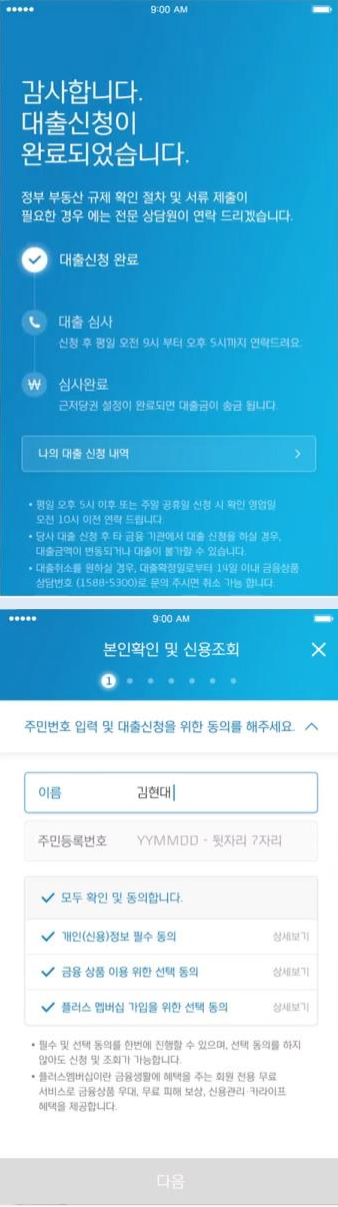 9:00 AM
감사합니다.
대출신청이
완료되었습니다.
정부 부동산 규제 확인 절차 및 서류 제출이
필요한 경우 에는 전문 상담원이 연락 드리겠습니다.
대출신청 완료
대출 심사
신청 후 평일 오전 9시 부터 오후 5시까지 연락드려요.
₩ 심사완료
근저당권 설정이 완료되면 대출금이 송금 됩니다.
나의 대출 신청 내역 >
• 평일 오후 5시 이후 또는 주말 공휴일 신청 시 확인 영업일
오전 10시 이전 연락 드립니다.
• 당사 대출 신청 후 타 금융 기관에서 대출 신청을 하실 경우,
대출금액이 변동되거나 대출이 불가할 수 있습니다.
• 대출취소를 원하실 경우, 대출확정일로부터 14일 이내 금융상품
상담번호 (1588-5300)로 문의 주시면 취소 가능 합니다.
9:00 AM
본인확인 및 신용조회
1
주민번호 입력 및 대출신청을 위한 동의를 해주세요.
이름 김현대
주민등록번호 YYMMDD - 뒷자리 7자리
모두 확인 및 동의합니다.
개인(신용)정보 필수 동의 상세보기
금융 상품 이용 위한 선택 동의 상세보기
플러스 멤버십 가입을 위한 선택 동의 상세보기
• 필수 및 선택 동의를 한번에 진행할 수 있으며, 선택 동의를 하지
않아도 신청 및 조회가 가능합니다.
• 플러스멤버십이란 금융생활에 혜택을 주는 회원 전용 무료
서비스로 금융상품 우대, 무료 피해 보상, 신용관리·카라이프
혜택을 제공합니다.
다음